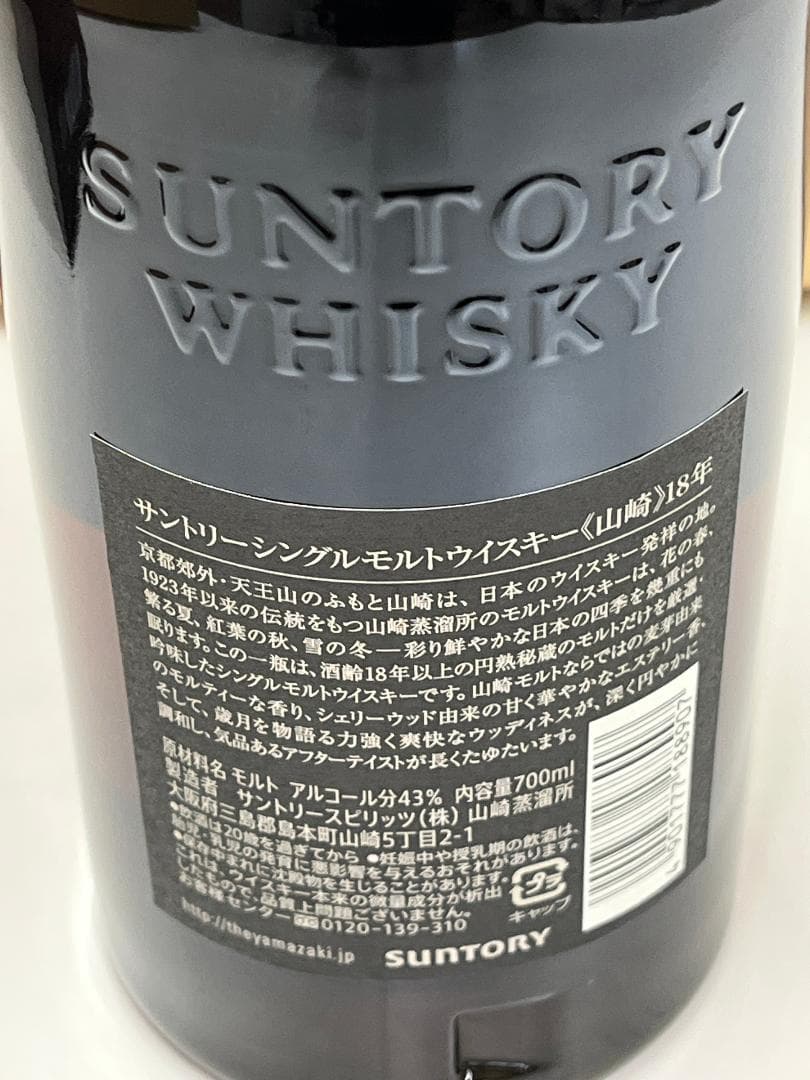 SUNTORY
WHISKY
サントリーシングルモルトウイスキー《山崎》18年
京都郊外・天王山のふもと山崎は、日本のウイスキー発祥の地。
1923年以来の伝統をもつ山崎蒸溜所のモルトウイスキーは、花の春、
繁る夏、紅葉の秋、雪の冬―彩り鮮やかな日本の四季を幾重にも
眠ります。この一瓶は、酒齢18年以上の円熟秘蔵のモルトだけを厳選・
吟味したシングルモルトウイスキーです。山崎モルトならではの麦芽由来
のモルティーな香り、シェリーウッド由来の甘く華やかなエステリー香、
そして、歳月を物語る力強く爽快なウッディネスが、深く円やかに
調和し、気品あるアフターテイストが長くたゆたいます。
原材料名 モルト アルコール分43% 内容量700ml
製造者 サントリースピリッツ(株) 山崎蒸溜所
大阪府三島郡島本町山崎5丁目2-1
●飲酒は20歳を過ぎてから ●妊娠中や授乳期の飲酒は、
胎児・乳児の発育に悪影響を与えるおそれがあります。
●保存中まれに沈殿物を生じることがあります。
これは、ウイスキー本来の微量成分が析出
したもので、品質上問題ございません。
お客様センター 0120-139-310
http://theyamazaki.jp
SUNTORY
プラ
キャップ
4 901777 188907